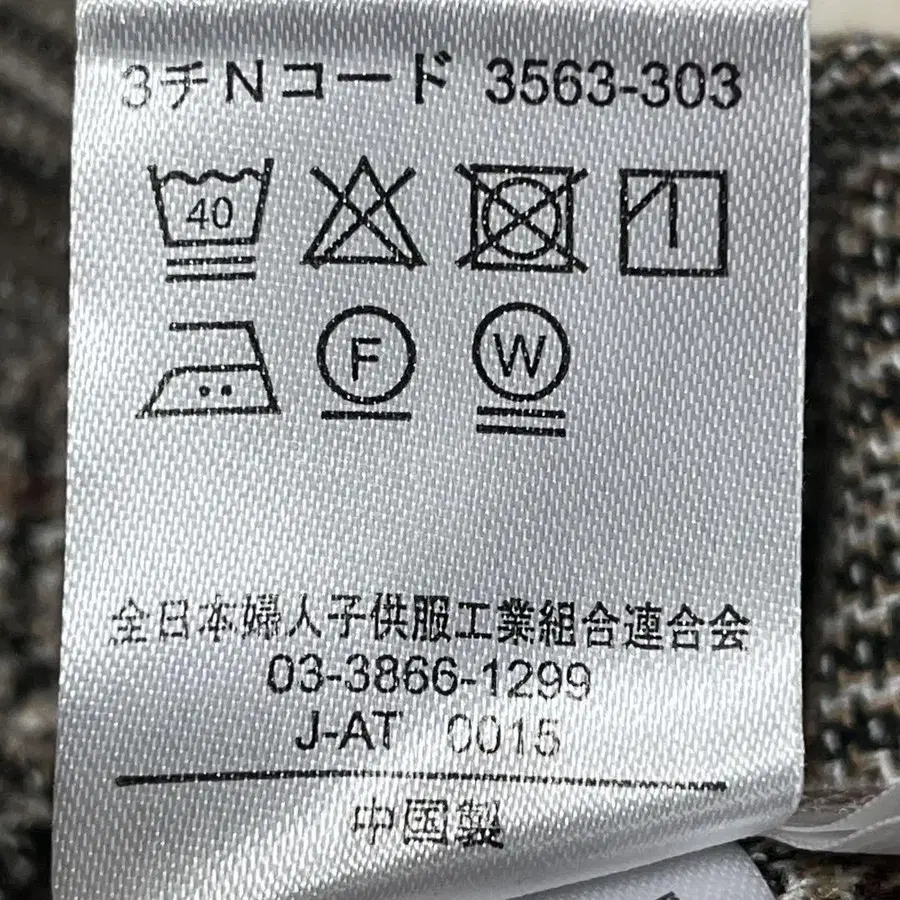 3チNコード 3563-303
40
F W
全日本婦人子供服工業組合連合会
03-3866-1299
J-AT 0015
中国製